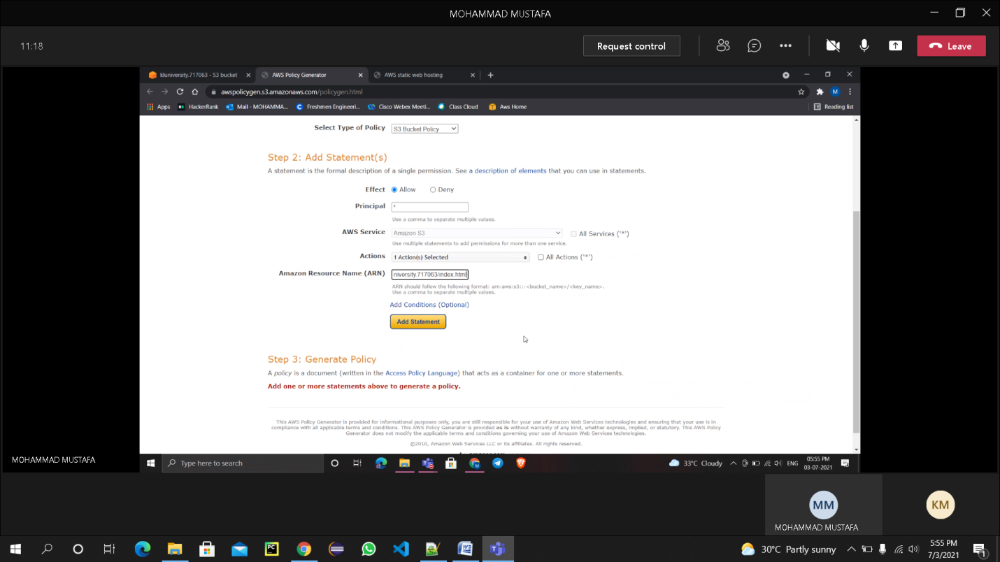 MOHAMMAD MUSTAFA
11:18
Request control
Leave
kluniversity.717063 - S3 bucket
AWS Policy Generator
AWS static web hosting
awspolicygen.s3.amazonaws.com/policygen.html
M
Apps
HackerRank
Mail - MOHAMMA...
Freshmen Engineeri...
Cisco Webex Meeti...
Class Cloud
Aws Home
Reading list
Select Type of Policy S3 Bucket Policy
Step 2: Add Statement(s)
A statement is the formal description of a single permission. See a description of elements that you can use in statements.
Effect Allow Deny
Principal *
Use a comma to separate multiple values.
AWS Service Amazon S3 All Services ('*')
Use multiple statements to add permissions for more than one service.
Actions 1 Action(s) Selected All Actions ('*')
Amazon Resource Name (ARN) niversity.717063/index.html
ARN should follow the following format: arn:aws:s3:::<bucket_name>/<key_name>.
Use a comma to separate multiple values.
Add Conditions (Optional)
Add Statement
Step 3: Generate Policy
A policy is a document (written in the Access Policy Language) that acts as a container for one or more statements.
Add one or more statements above to generate a policy.
This AWS Policy Generator is provided for informational purposes only, you are still responsible for your use of Amazon Web Services technologies and ensuring that your use is in
compliance with all applicable terms and conditions. This AWS Policy Generator is provided as is without warranty of any kind, whether express, implied, or statutory. This AWS Policy
Generator does not modify the applicable terms and conditions governing your use of Amazon Web Services technologies.
©2010, Amazon Web Services LLC or its affiliates. All rights reserved.
MOHAMMAD MUSTAFA
Type here to search
33°C Cloudy
ENG
05:55 PM
03-07-2021
MM
MOHAMMAD MUSTAFA
KM
PC
30°C Partly sunny
5:55 PM
7/3/2021
1